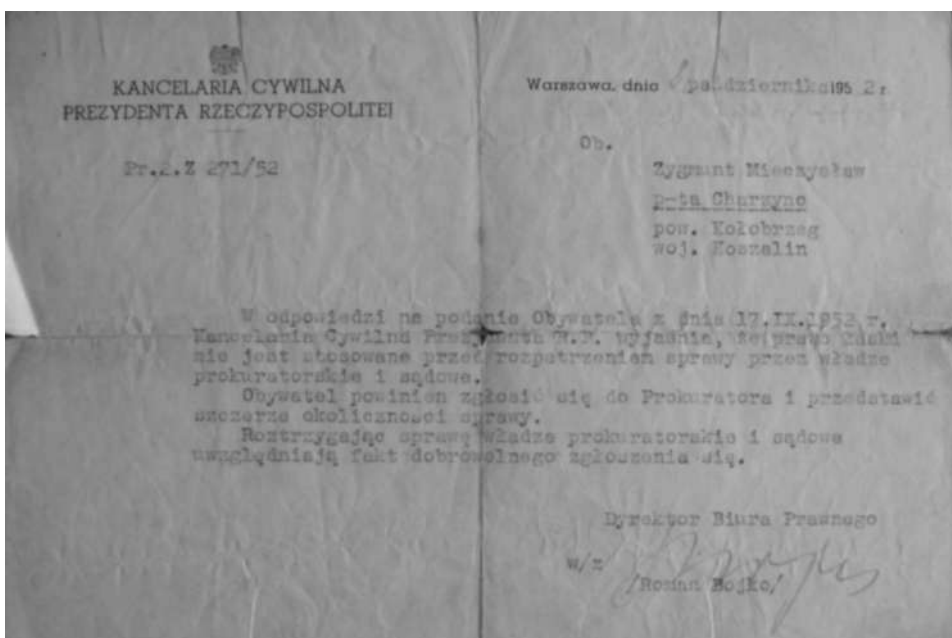 KANCELARIA CYWILNA
PREZYDENTA RZECZYPOSPOLITEJ
Pr.2.Z 271/52
Warszawa, dnia października 1952 r.
Ob.
Zygmunt Mieczysław
p-ta Charzyno
pow. Kołobrzeg
woj. Koszalin
W odpowiedzi na podanie Obywatela z dnia 17.IX.1952 r.
Kancelaria Cywilna Prezydenta R.P. wyjaśnia, że prawo łaski
nie jest stosowane przed rozpatrzeniem sprawy przez władze
prokuratorskie i sądowe.
Obywatel powinien zgłosić się do Prokuratora i przedstawić
szczerze okoliczności sprawy.
Roztrzygając sprawę władze prokuratorskie i sądowe
uwzględniają fakt dobrowolnego zgłoszenia się.
Dyrektor Biura Prawnego
w/z
/Roman Bojko/